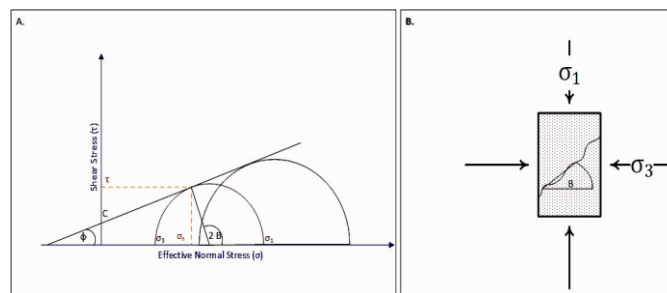 A.
Shear Stress (τ)
τ
C
ϕ
σ₃
σₙ
2 B
σ₁
Effective Normal Stress (σ)
B.
σ₁
σ₃
B